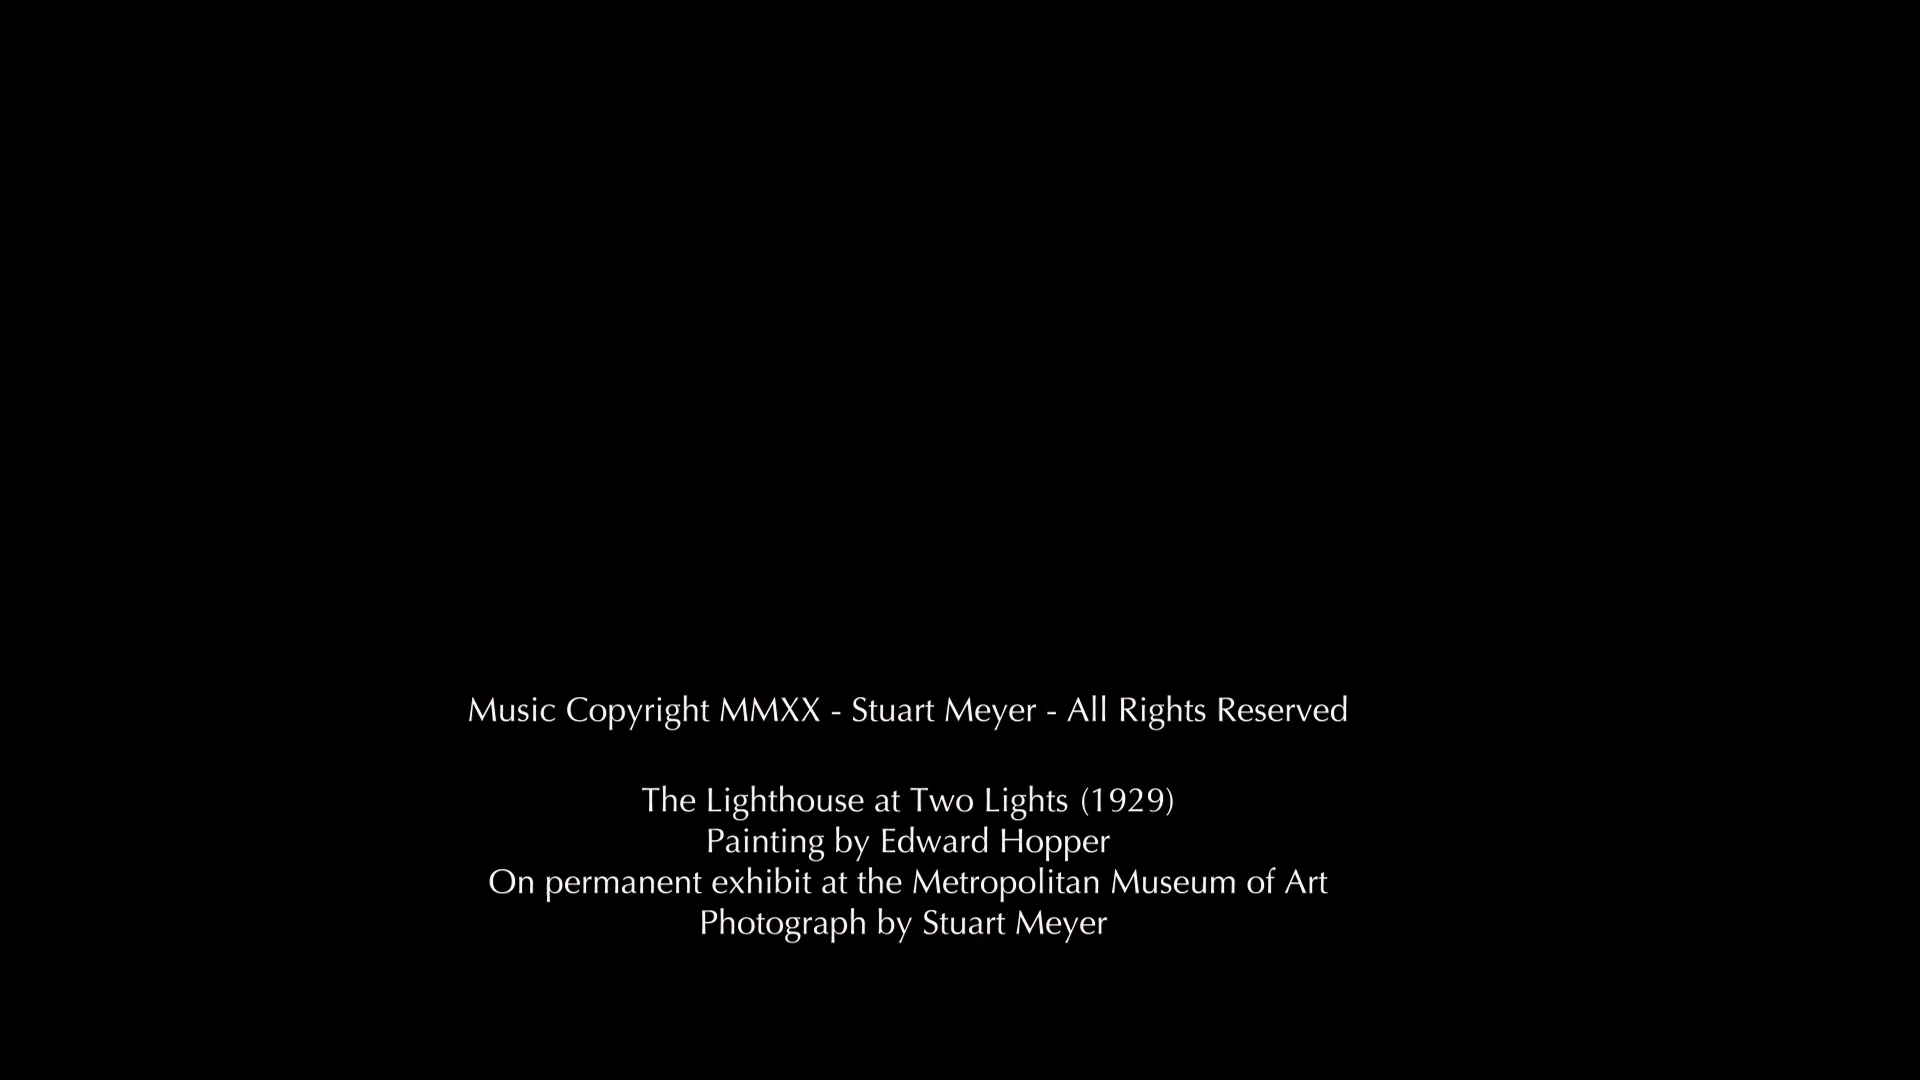 Music Copyright MMXX - Stuart Meyer - All Rights Reserved
The Lighthouse at Two Lights (1929)
Painting by Edward Hopper
On permanent exhibit at the Metropolitan Museum of Art
Photograph by Stuart Meyer